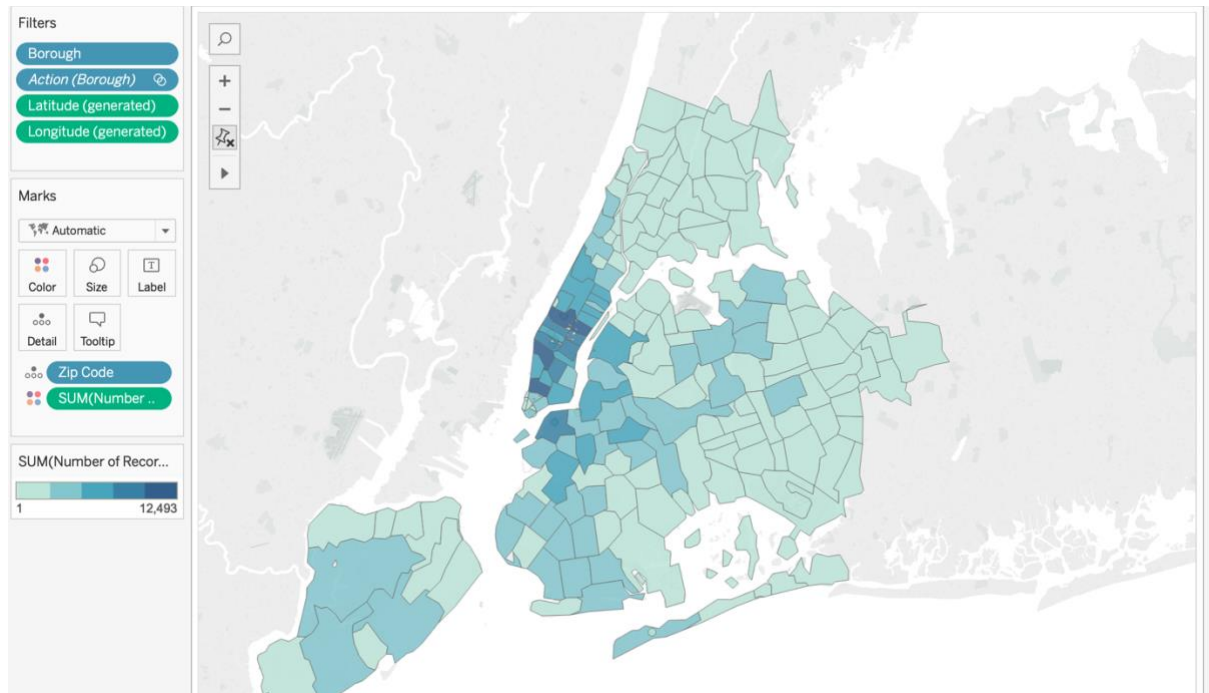 Filters
Borough
Action (Borough)
Latitude (generated)
Longitude (generated)
Marks
Automatic
Color
Size
T
Label
Detail
Tooltip
Zip Code
SUM(Number ..
SUM(Number of Recor...
1
12,493